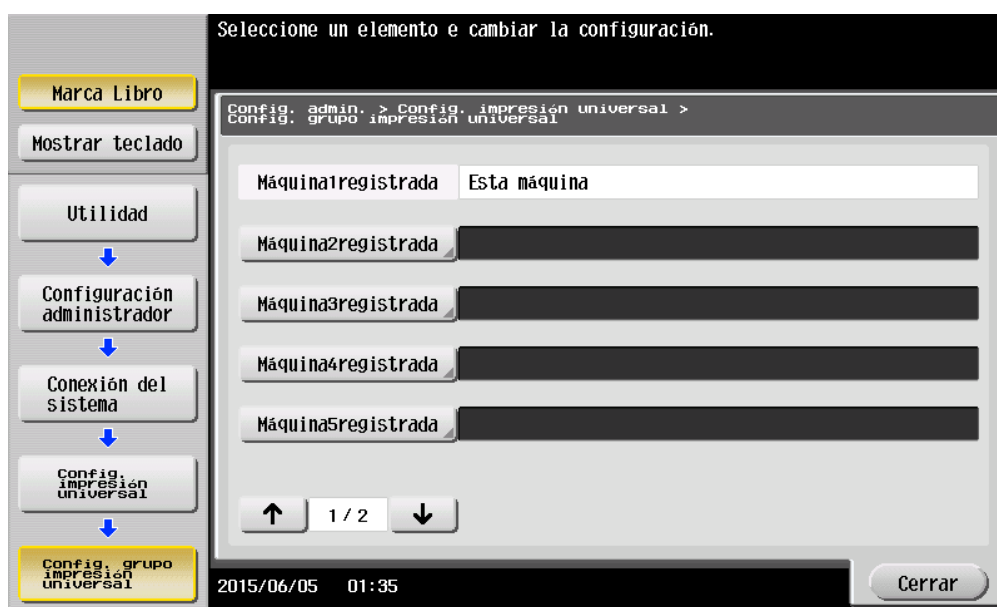 Seleccione un elemento e cambiar la configuración.
Marca Libro
Mostrar teclado
Utilidad
Configuración
administrador
Conexión del
sistema
Config.
impresión
universal
Config. grupo
impresión
universal
Config. admin. > Config. impresión universal >
Config. grupo impresión universal
Máquina1registrada
Esta máquina
Máquina2registrada
Máquina3registrada
Máquina4registrada
Máquina5registrada
1 / 2
2015/06/05 01:35
Cerrar